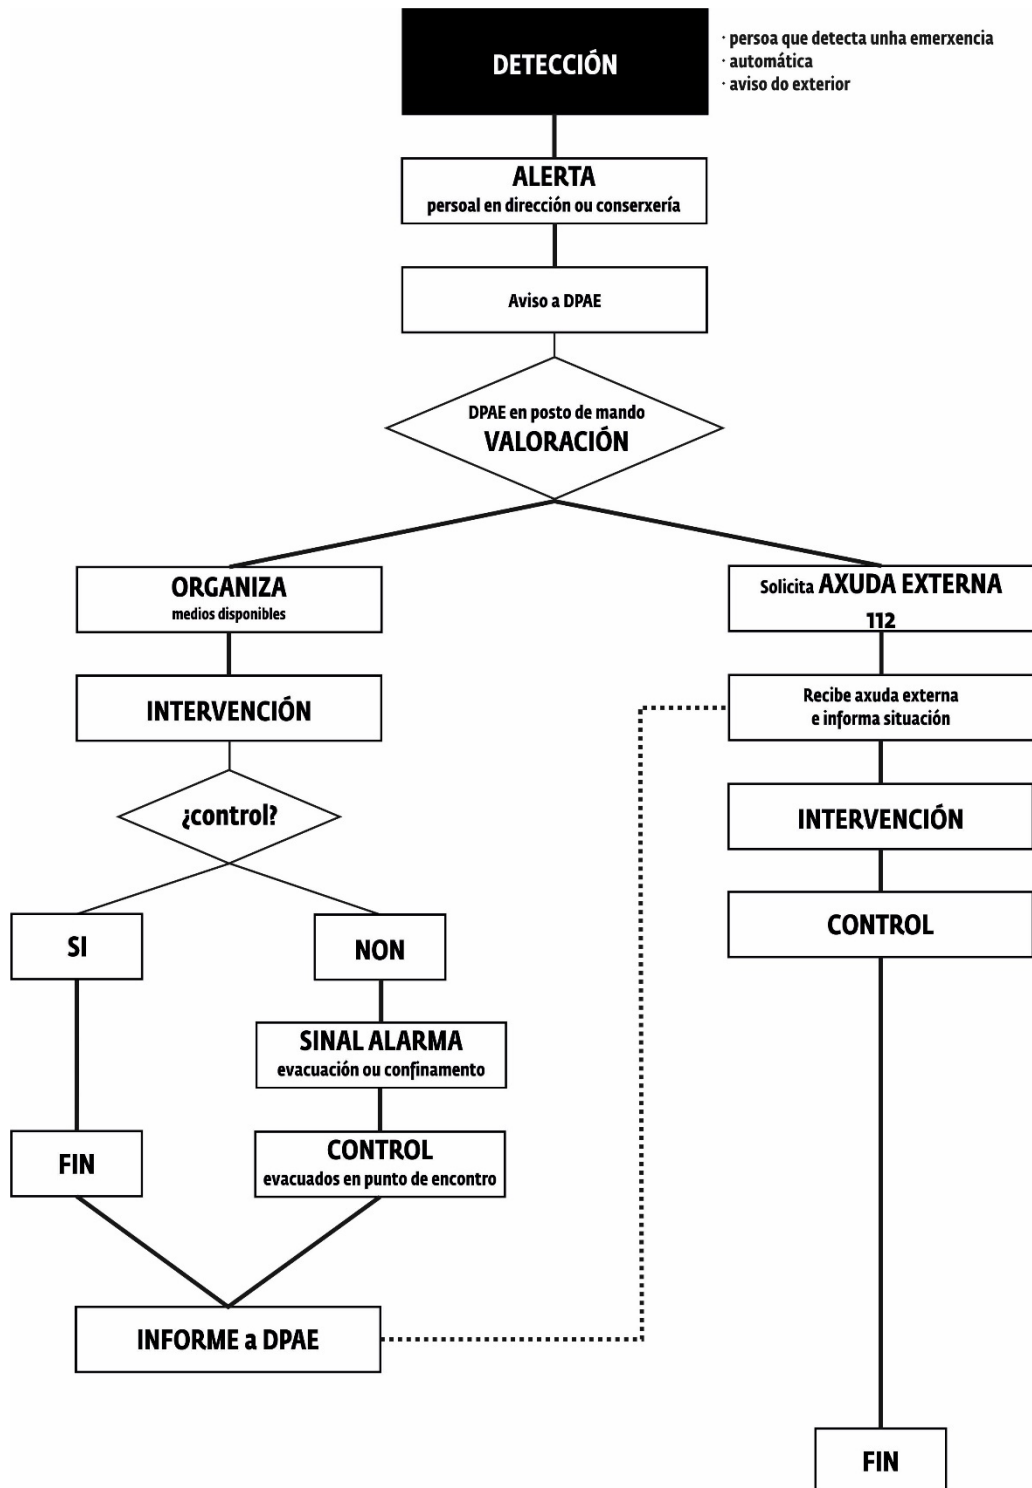 DETECCIÓN
· persoa que detecta unha emerxencia
· automática
· aviso do exterior
ALERTA
persoal en dirección ou conserxería
Aviso a DPAE
DPAE en posto de mando
VALORACIÓN
ORGANIZA
medios disponibles
Solicita AXUDA EXTERNA
112
INTERVENCIÓN
Recibe axuda externa
e informa situación
¿control?
INTERVENCIÓN
SI
NON
CONTROL
SINAL ALARMA
evacuación ou confinamento
FIN
CONTROL
evacuados en punto de encontro
INFORME a DPAE
FIN